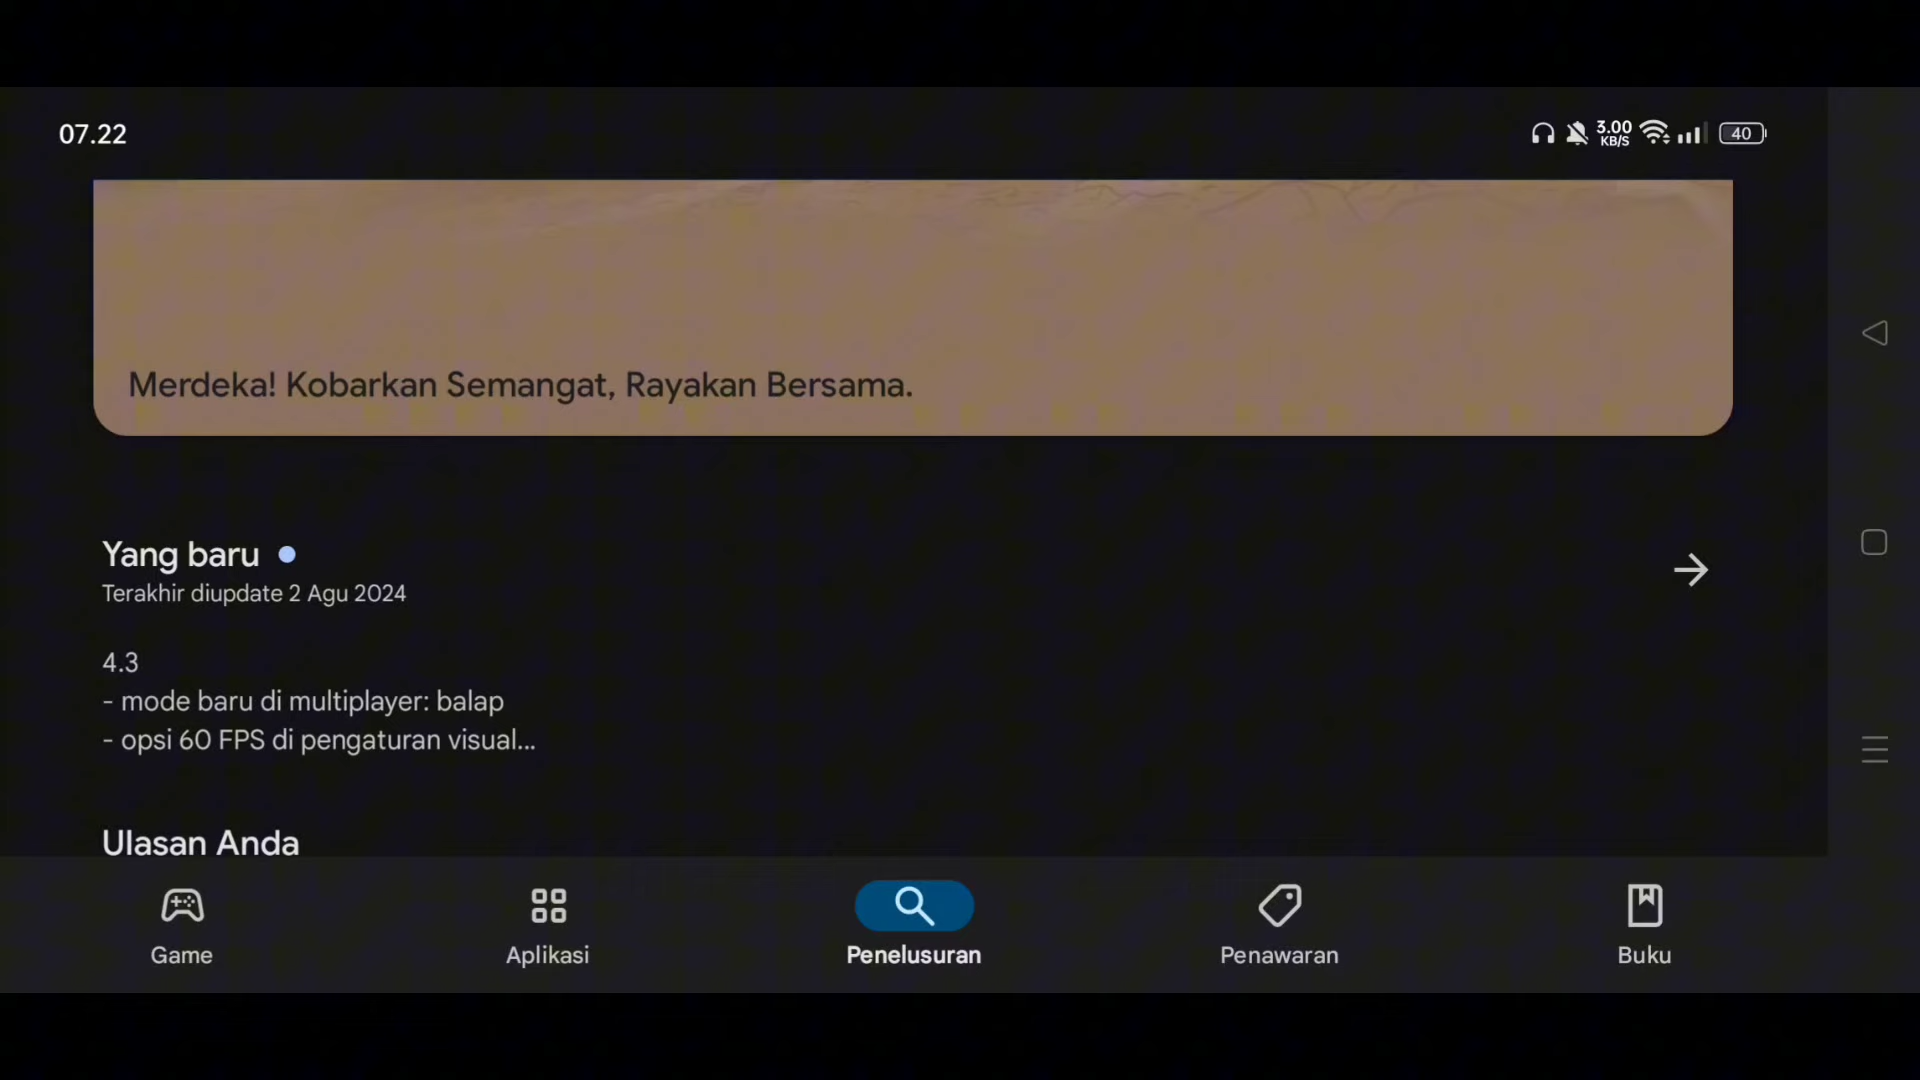 07.22
3.00
KB/S
40
Merdeka! Kobarkan Semangat, Rayakan Bersama.
Yang baru
Terakhir diupdate 2 Agu 2024
4.3
- mode baru di multiplayer: balap
- opsi 60 FPS di pengaturan visual...
Ulasan Anda
Game
Aplikasi
Penelusuran
Penawaran
Buku